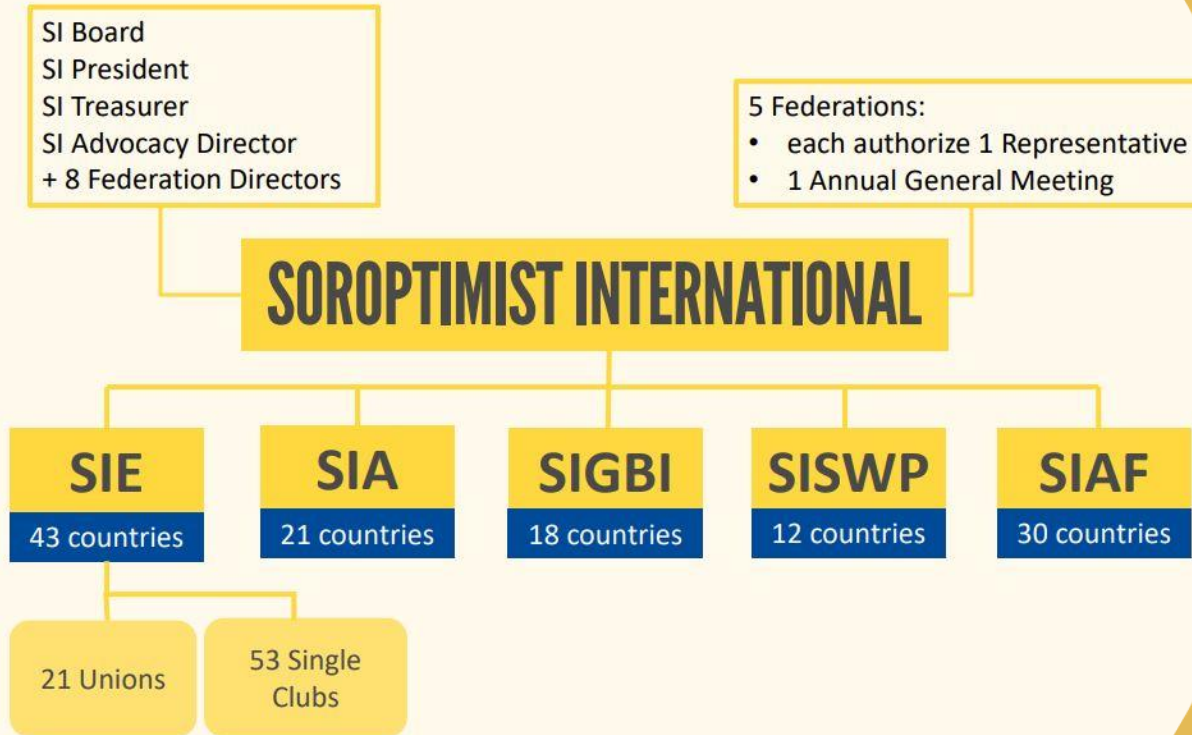 SI Board
SI President
SI Treasurer
SI Advocacy Director
+ 8 Federation Directors
5 Federations:
• each authorize 1 Representative
• 1 Annual General Meeting
SOROPTIMIST INTERNATIONAL
SIE
43 countries
SIA
21 countries
SIGBI
18 countries
SISWP
12 countries
SIAF
30 countries
21 Unions
53 Single
Clubs